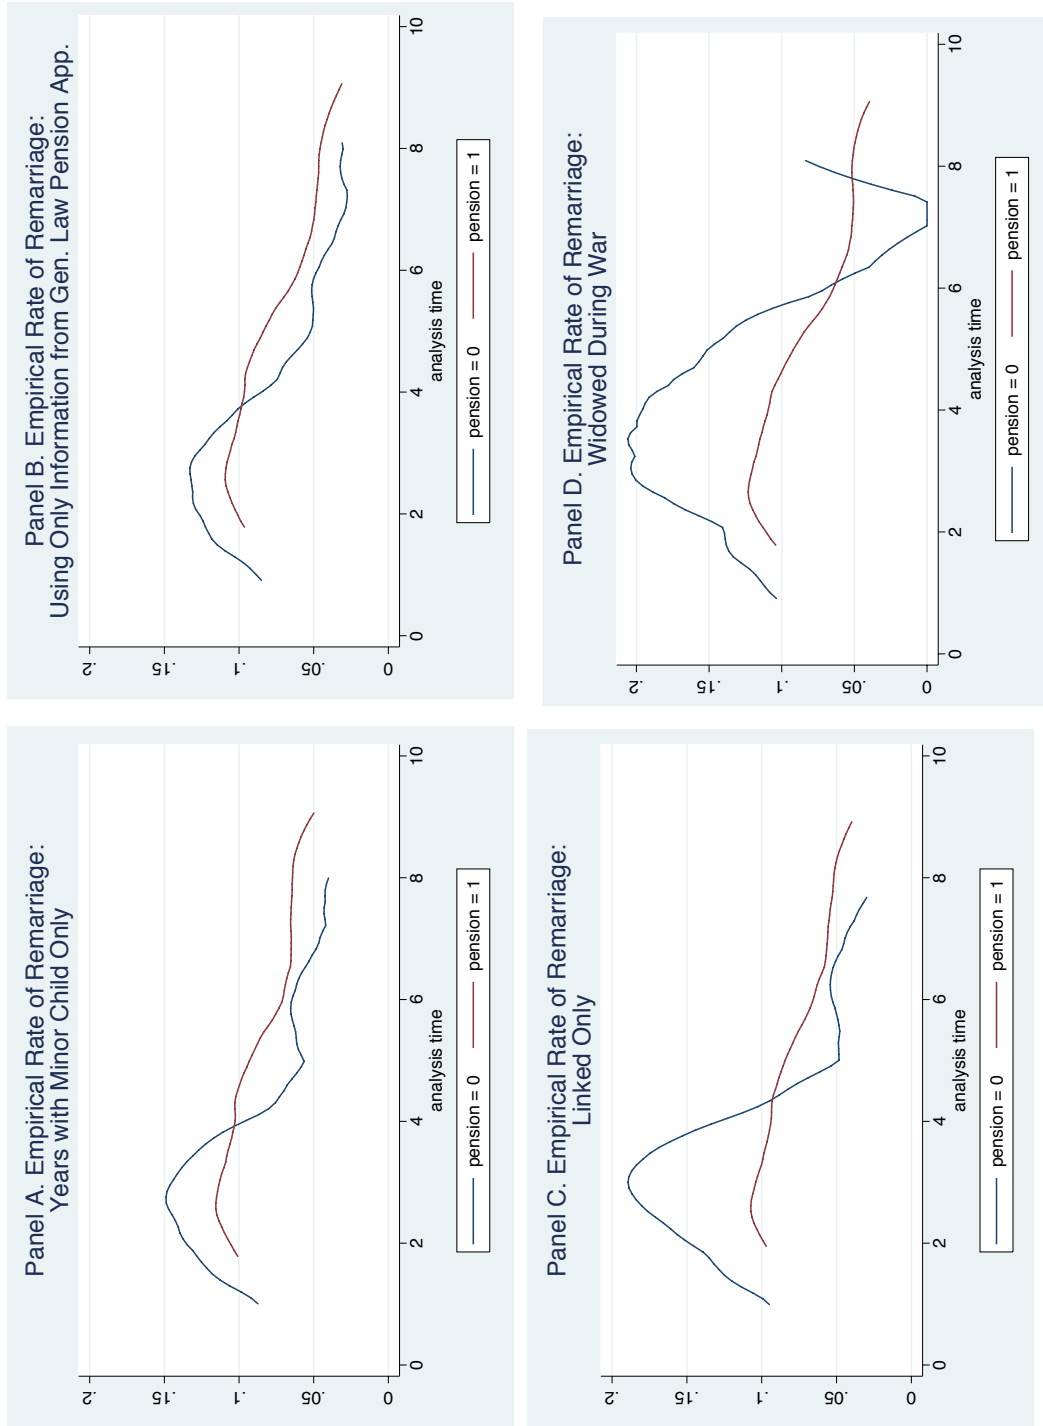 Panel A. Empirical Rate of Remarriage:
Years with Minor Child Only
.2
.15
.1
.05
0
0 2 4 6 8 10
analysis time
pension = 0 pension = 1
Panel B. Empirical Rate of Remarriage:
Using Only Information from Gen. Law Pension App.
.2
.15
.1
.05
0
0 2 4 6 8 10
analysis time
pension = 0 pension = 1
Panel C. Empirical Rate of Remarriage:
Linked Only
.2
.15
.1
.05
0
0 2 4 6 8 10
analysis time
pension = 0 pension = 1
Panel D. Empirical Rate of Remarriage:
Widowed During War
.2
.15
.1
.05
0
0 2 4 6 8 10
analysis time
pension = 0 pension = 1